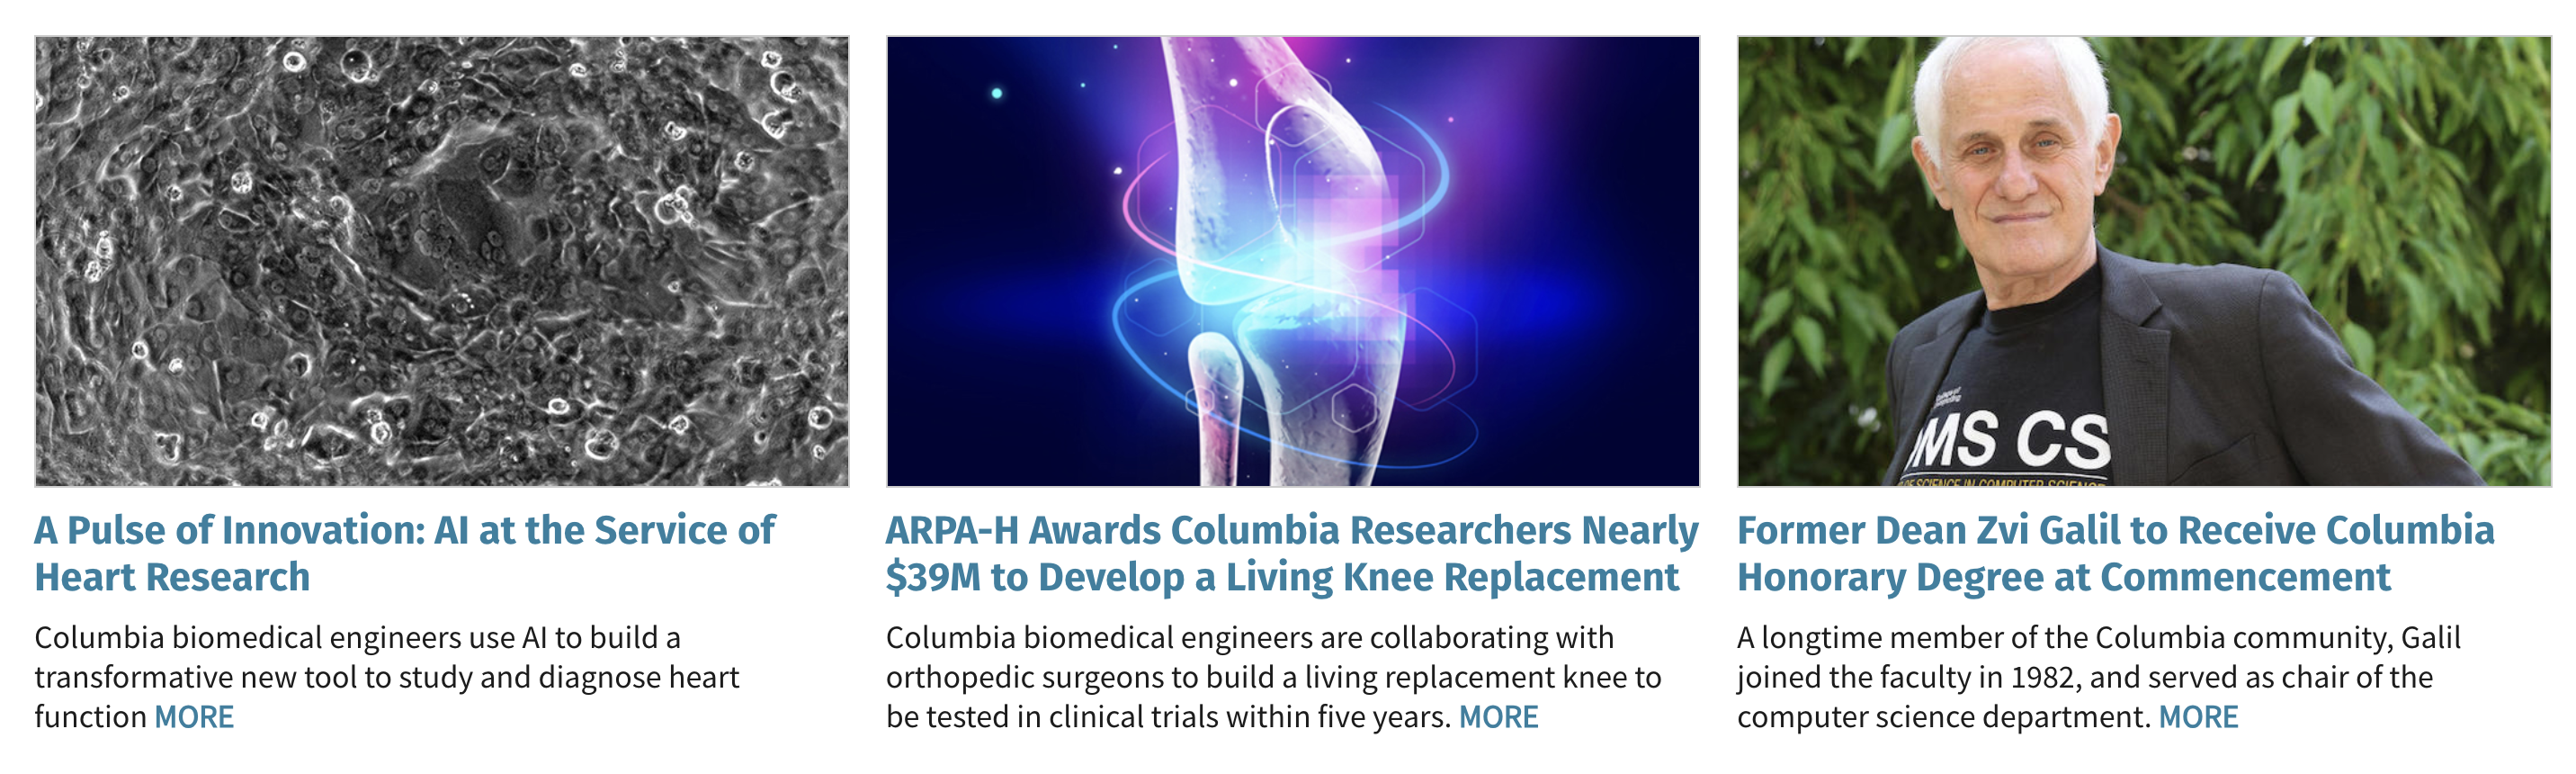 MS CS
OF SCIENCE IN COMPUTER SCIENCE
A Pulse of Innovation: AI at the Service of
Heart Research
Columbia biomedical engineers use AI to build a
transformative new tool to study and diagnose heart
function MORE
ARPA-H Awards Columbia Researchers Nearly
$39M to Develop a Living Knee Replacement
Columbia biomedical engineers are collaborating with
orthopedic surgeons to build a living replacement knee to
be tested in clinical trials within five years. MORE
Former Dean Zvi Galil to Receive Columbia
Honorary Degree at Commencement
A longtime member of the Columbia community, Galil
joined the faculty in 1982, and served as chair of the
computer science department. MORE